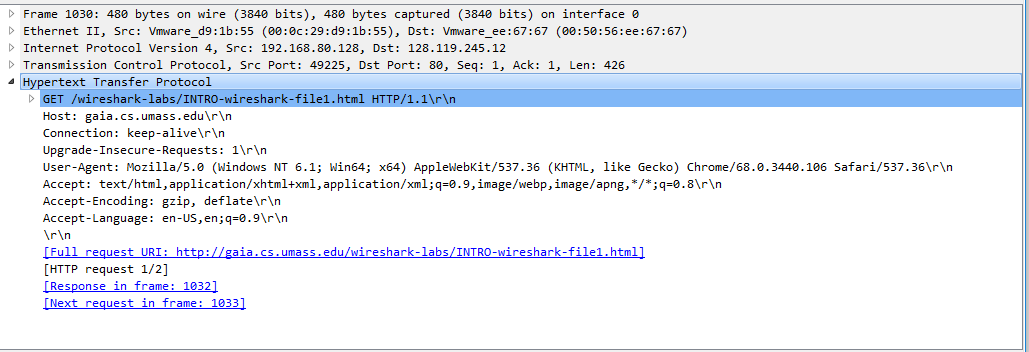 Frame 1030: 480 bytes on wire (3840 bits), 480 bytes captured (3840 bits) on interface 0
Ethernet II, Src: Vmware_d9:1b:55 (00:0c:29:d9:1b:55), Dst: Vmware_ee:67:67 (00:50:56:ee:67:67)
Internet Protocol Version 4, Src: 192.168.80.128, Dst: 128.119.245.12
Transmission Control Protocol, Src Port: 49225, Dst Port: 80, Seq: 1, Ack: 1, Len: 426
Hypertext Transfer Protocol
GET /wireshark-labs/INTRO-wireshark-file1.html HTTP/1.1\r\n
Host: gaia.cs.umass.edu\r\n
Connection: keep-alive\r\n
Upgrade-Insecure-Requests: 1\r\n
User-Agent: Mozilla/5.0 (Windows NT 6.1; Win64; x64) AppleWebKit/537.36 (KHTML, like Gecko) Chrome/68.0.3440.106 Safari/537.36\r\n
Accept: text/html,application/xhtml+xml,application/xml;q=0.9,image/webp,image/apng,*/*;q=0.8\r\n
Accept-Encoding: gzip, deflate\r\n
Accept-Language: en-US,en;q=0.9\r\n
\r\n
[Full request URI: http://gaia.cs.umass.edu/wireshark-labs/INTRO-wireshark-file1.html]
[HTTP request 1/2]
[Response in frame: 1032]
[Next request in frame: 1033]